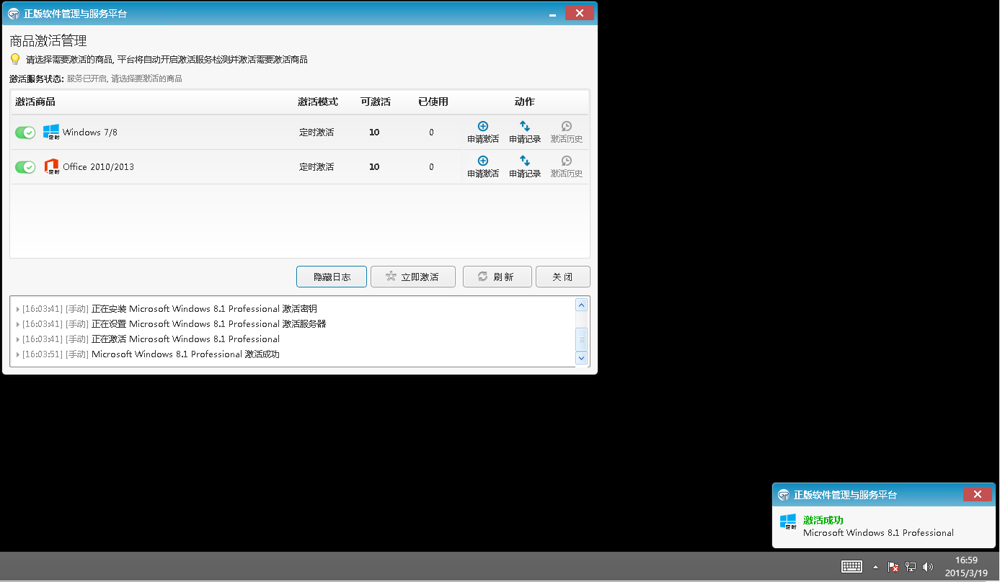 正版软件管理与服务平台
商品激活管理
请选择需要激活的商品, 平台将自动开启激活服务检测并激活需要激活商品
激活服务状态: 服务已开启, 请选择要激活的商品
激活商品 激活模式 可激活 已使用 动作
定时 Windows 7/8 定时激活 10 0 申请激活 申请记录 激活历史
定时 Office 2010/2013 定时激活 10 0 申请激活 申请记录 激活历史
隐藏日志 立即激活 刷 新 关 闭
[16:03:41] [手动] 正在安装 Microsoft Windows 8.1 Professional 激活密钥
[16:03:41] [手动] 正在设置 Microsoft Windows 8.1 Professional 激活服务器
[16:03:41] [手动] 正在激活 Microsoft Windows 8.1 Professional
[16:03:51] [手动] Microsoft Windows 8.1 Professional 激活成功
正版软件管理与服务平台
定时 激活成功
Microsoft Windows 8.1 Professional
16:59
2015/3/19